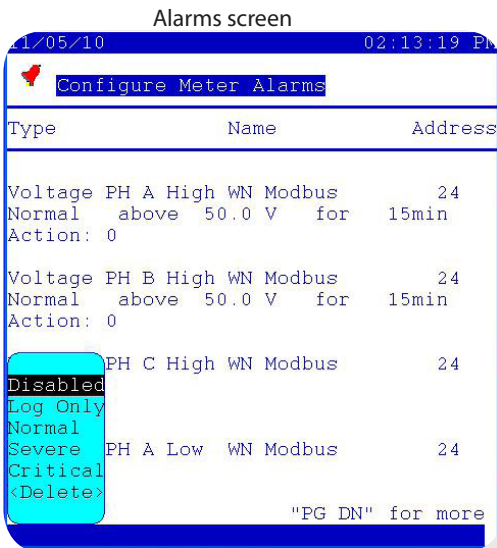 Alarms screen
11/05/10 02:13:19 PM
Configure Meter Alarms
Type Name Address
Voltage PH A High WN Modbus 24
Normal above 50.0 V for 15min
Action: 0
Voltage PH B High WN Modbus 24
Normal above 50.0 V for 15min
Action: 0
PH C High WN Modbus 24
Disabled
Log Only
Normal
Severe PH A Low WN Modbus 24
Critical
<Delete>
"PG DN" for more